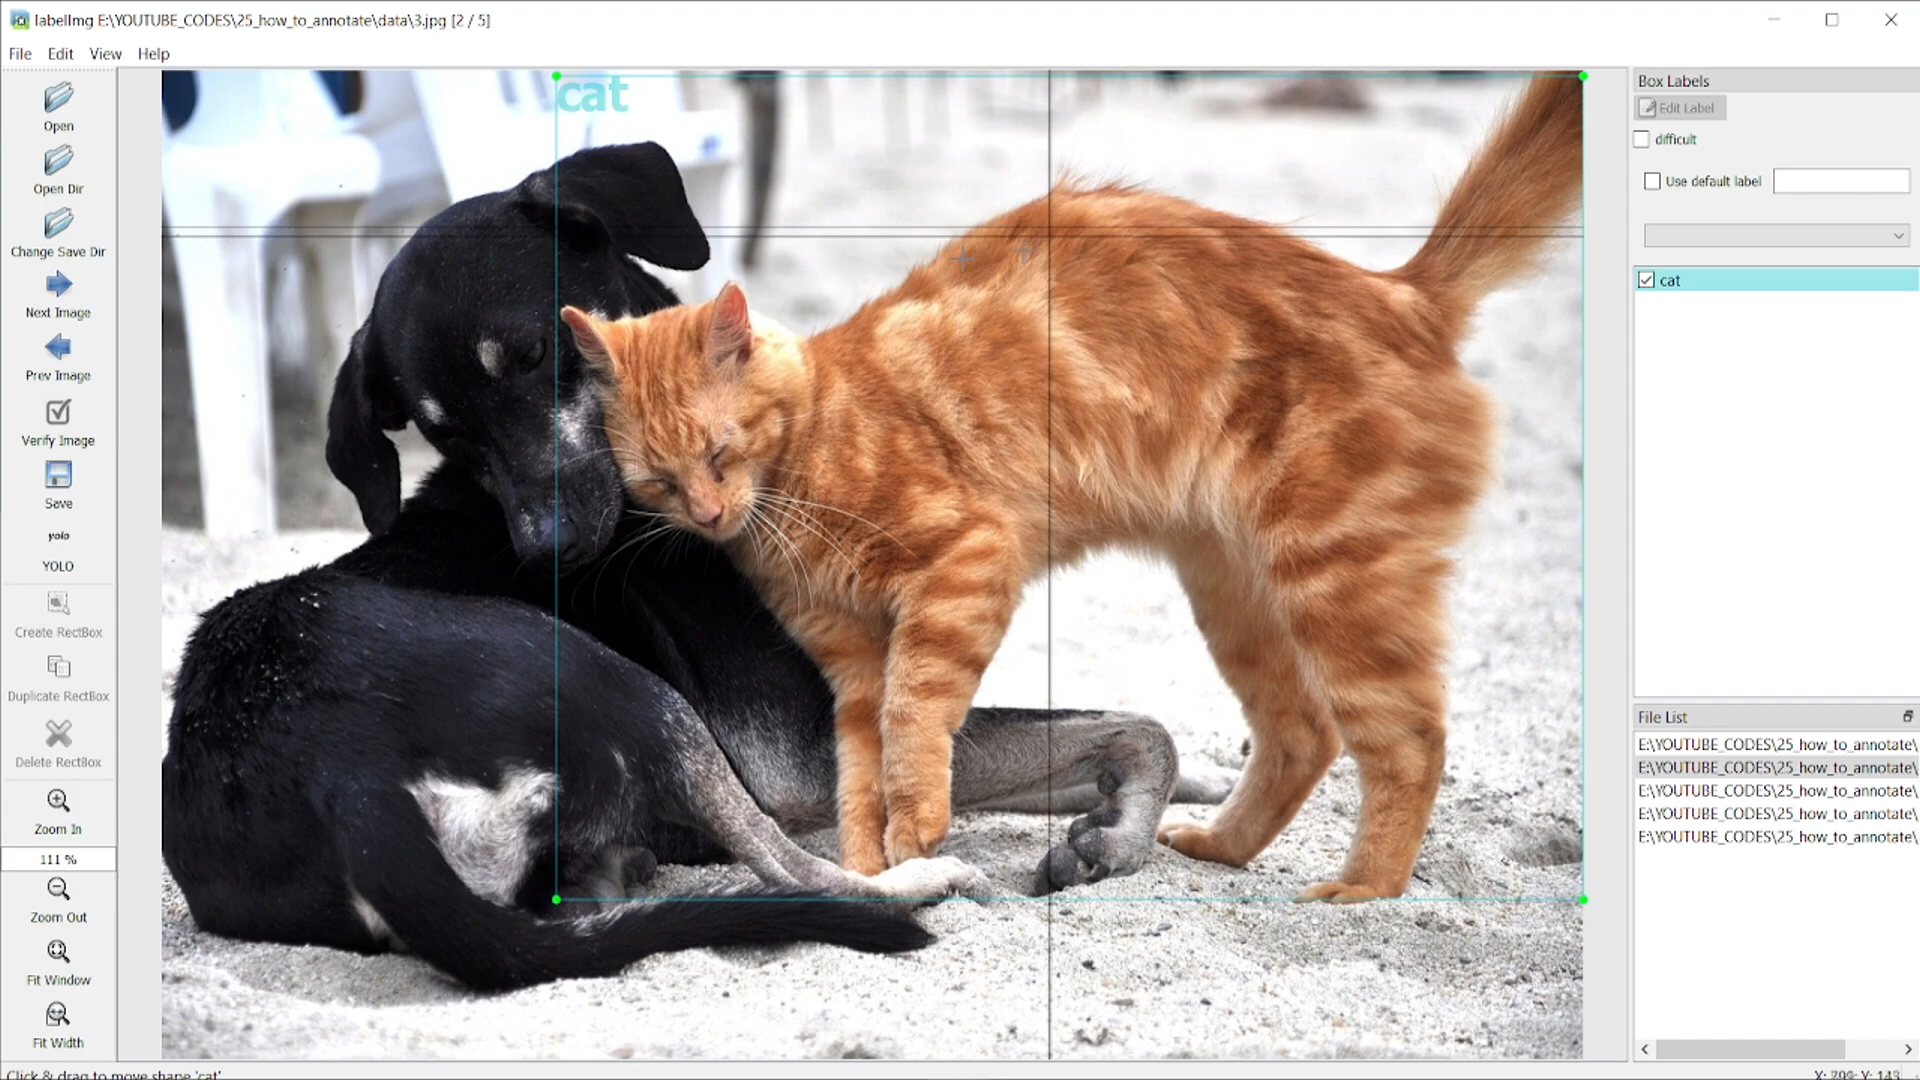 labelImg E:\YOUTUBE_CODES\25_how_to_annotate\data\3.jpg [2 / 5]
File Edit View Help
Open
Open Dir
Change Save Dir
Next Image
Prev Image
Verify Image
Save
yolo
YOLO
Create RectBox
Duplicate RectBox
Delete RectBox
Zoom In
111 %
Zoom Out
Fit Window
Fit Width
cat
Box Labels
Edit Label
difficult
Use default label
cat
File List
E:\YOUTUBE_CODES\25_how_to_annotate\
E:\YOUTUBE_CODES\25_how_to_annotate\
E:\YOUTUBE_CODES\25_how_to_annotate\
E:\YOUTUBE_CODES\25_how_to_annotate\
E:\YOUTUBE_CODES\25_how_to_annotate\
Click & drag to move shape 'cat'
X: Y: 143